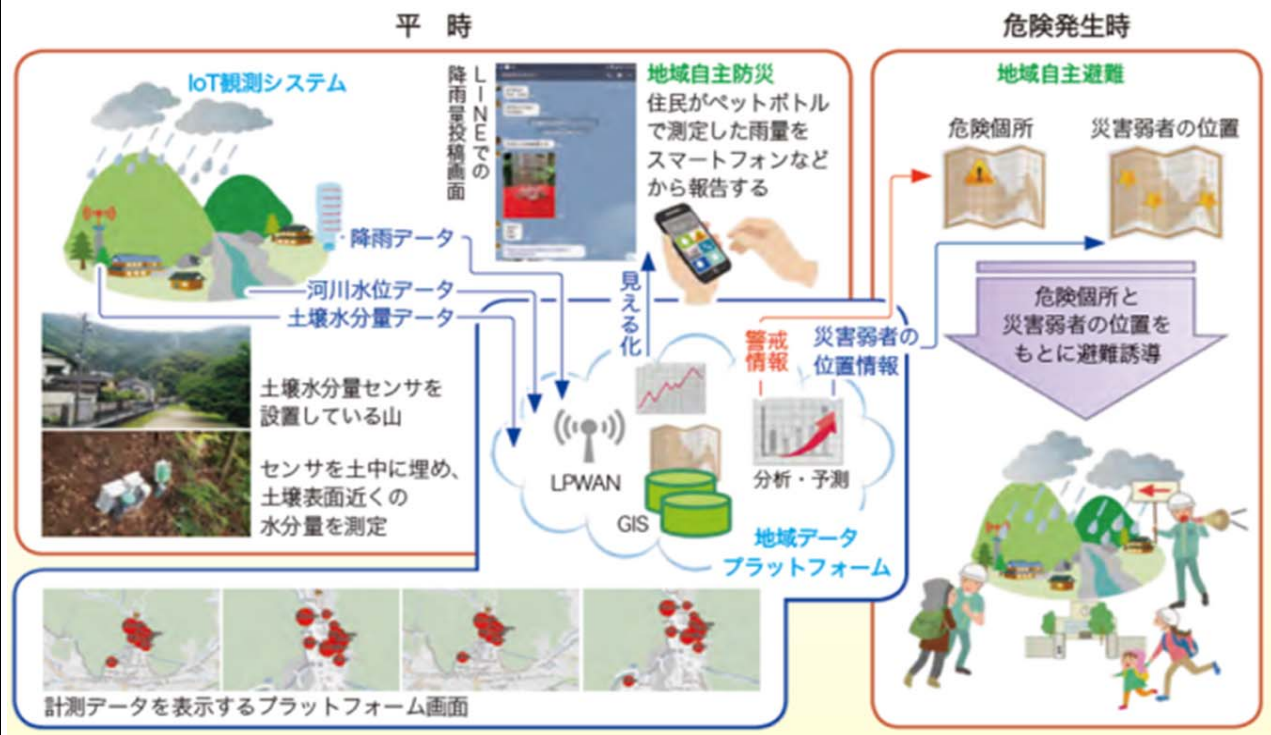 平 時
危険発生時
IoT観測システム
LINEでの
降雨量投稿画面
地域自主防災
住民がペットボトル
で測定した雨量を
スマートフォンなど
から報告する
降雨データ
河川水位データ
土壌水分量データ
見える化
土壌水分量センサを
設置している山
センサを土中に埋め、
土壌表面近くの
水分量を測定
LPWAN
GIS
警戒
情報
災害弱者の
位置情報
分析・予測
地域データ
プラットフォーム
計測データを表示するプラットフォーム画面
地域自主避難
危険個所
災害弱者の位置
危険個所と
災害弱者の位置を
もとに避難誘導